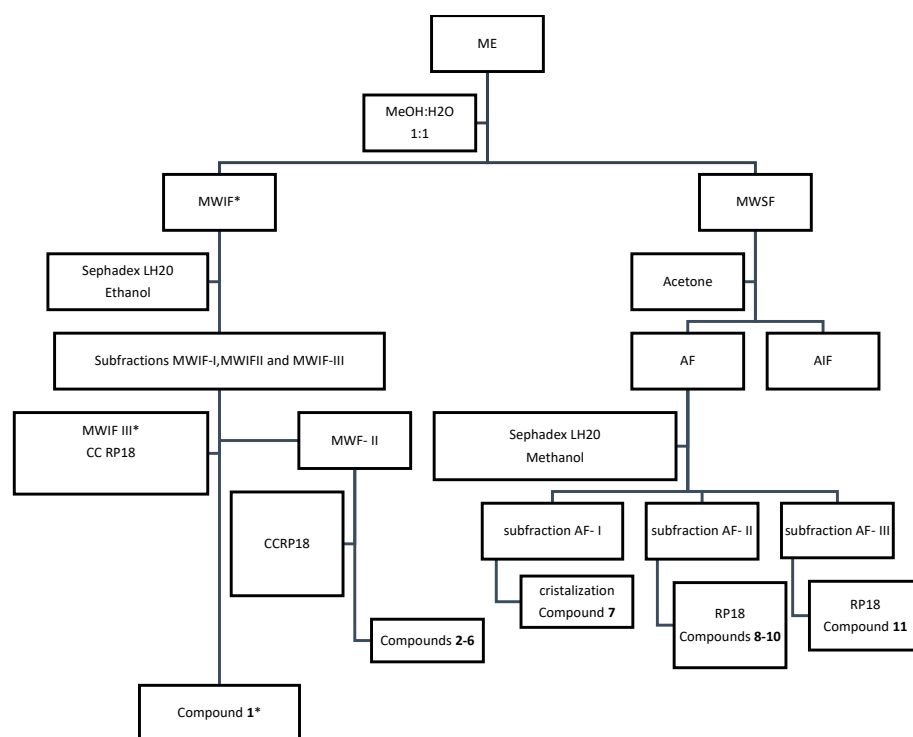 ME
MeOH:H2O
1:1
MWIF*
MWSF
Sephadex LH20
Ethanol
Acetone
Subfractions MWIF-I,MWIFII and MWIF-III
AF
AIF
MWIF III*
CC RP18
MWF- II
Sephadex LH20
Methanol
CCRP18
subfraction AF- I
subfraction AF- II
subfraction AF- III
cristalization
Compound 7
RP18
Compounds 8-10
RP18
Compound 11
Compounds 2-6
Compound 1*